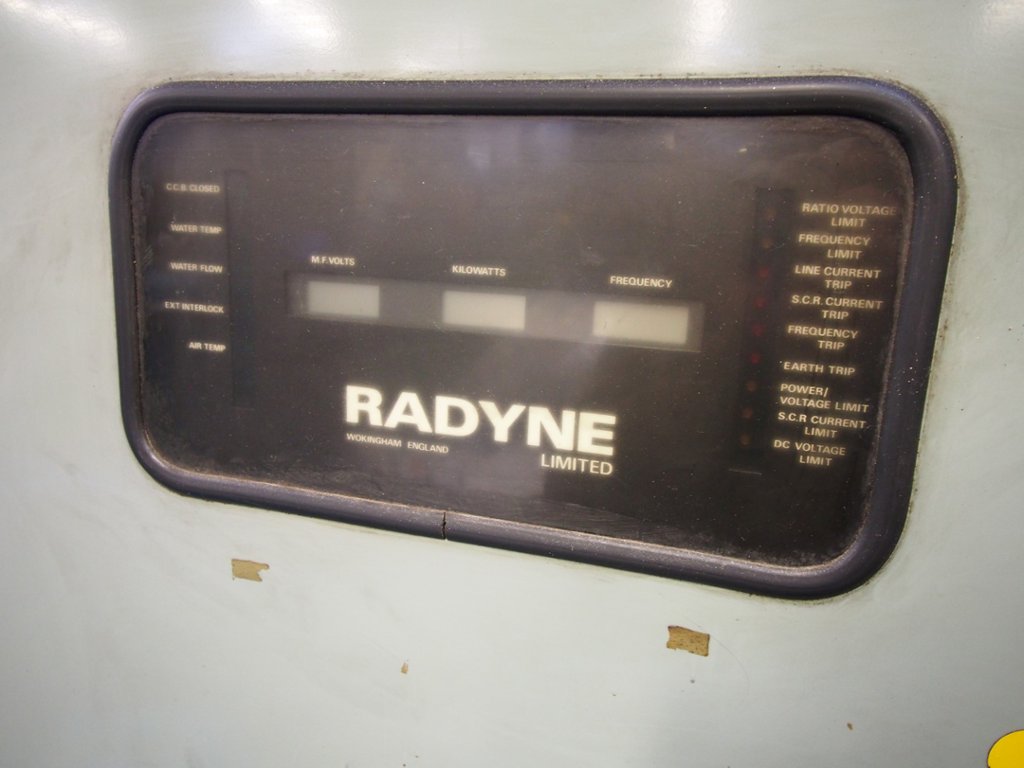 C.C.B. CLOSED
WATER TEMP
WATER FLOW
EXT INTERLOCK
AIR TEMP
M.F. VOLTS
KILOWATTS
FREQUENCY
RADYNE
WOKINGHAM ENGLAND
LIMITED
RATIO VOLTAGE
LIMIT
FREQUENCY
LIMIT
LINE CURRENT
TRIP
S.C.R. CURRENT
TRIP
FREQUENCY
TRIP
EARTH TRIP
POWER/
VOLTAGE LIMIT
S.C.R CURRENT
LIMIT
DC VOLTAGE
LIMIT